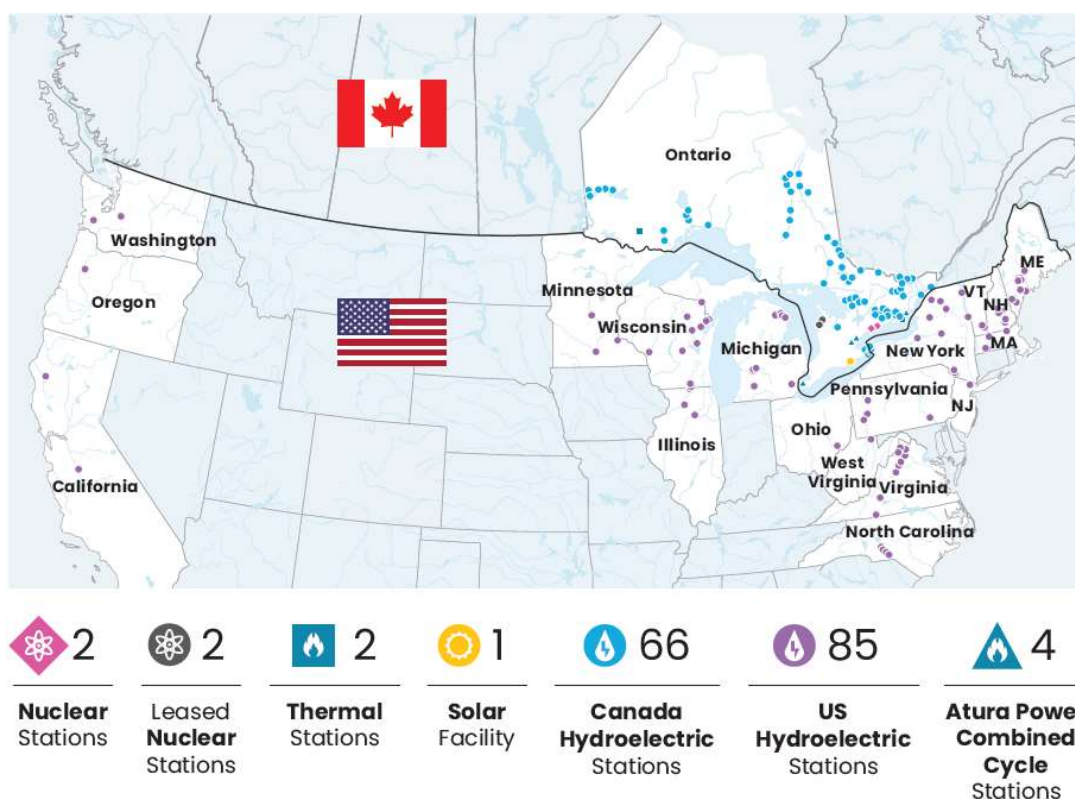 Ontario
Washington
Oregon
Minnesota
Wisconsin
Michigan
ME
VT
NH
MA
New York
Pennsylvania
NJ
Ohio
Illinois
West
Virginia
Virginia
California
North Carolina
2
Nuclear
Stations
2
Leased
Nuclear
Stations
2
Thermal
Stations
1
Solar
Facility
66
Canada
Hydroelectric
Stations
85
US
Hydroelectric
Stations
4
Atura Powe
Combined
Cycle
Stations